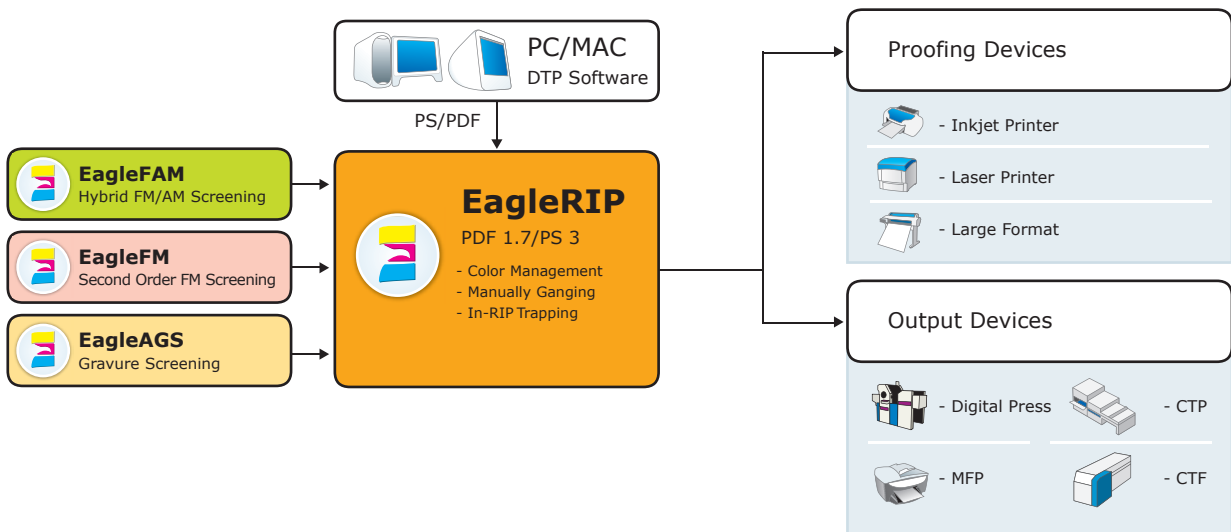 PC/MAC
DTP Software
PS/PDF
EagleFAM
Hybrid FM/AM Screening
EagleFM
Second Order FM Screening
EagleAGS
Gravure Screening
EagleRIP
PDF 1.7/PS 3
- Color Management
- Manually Ganging
- In-RIP Trapping
Proofing Devices
- Inkjet Printer
- Laser Printer
- Large Format
Output Devices
- Digital Press
- CTP
- MFP
- CTF